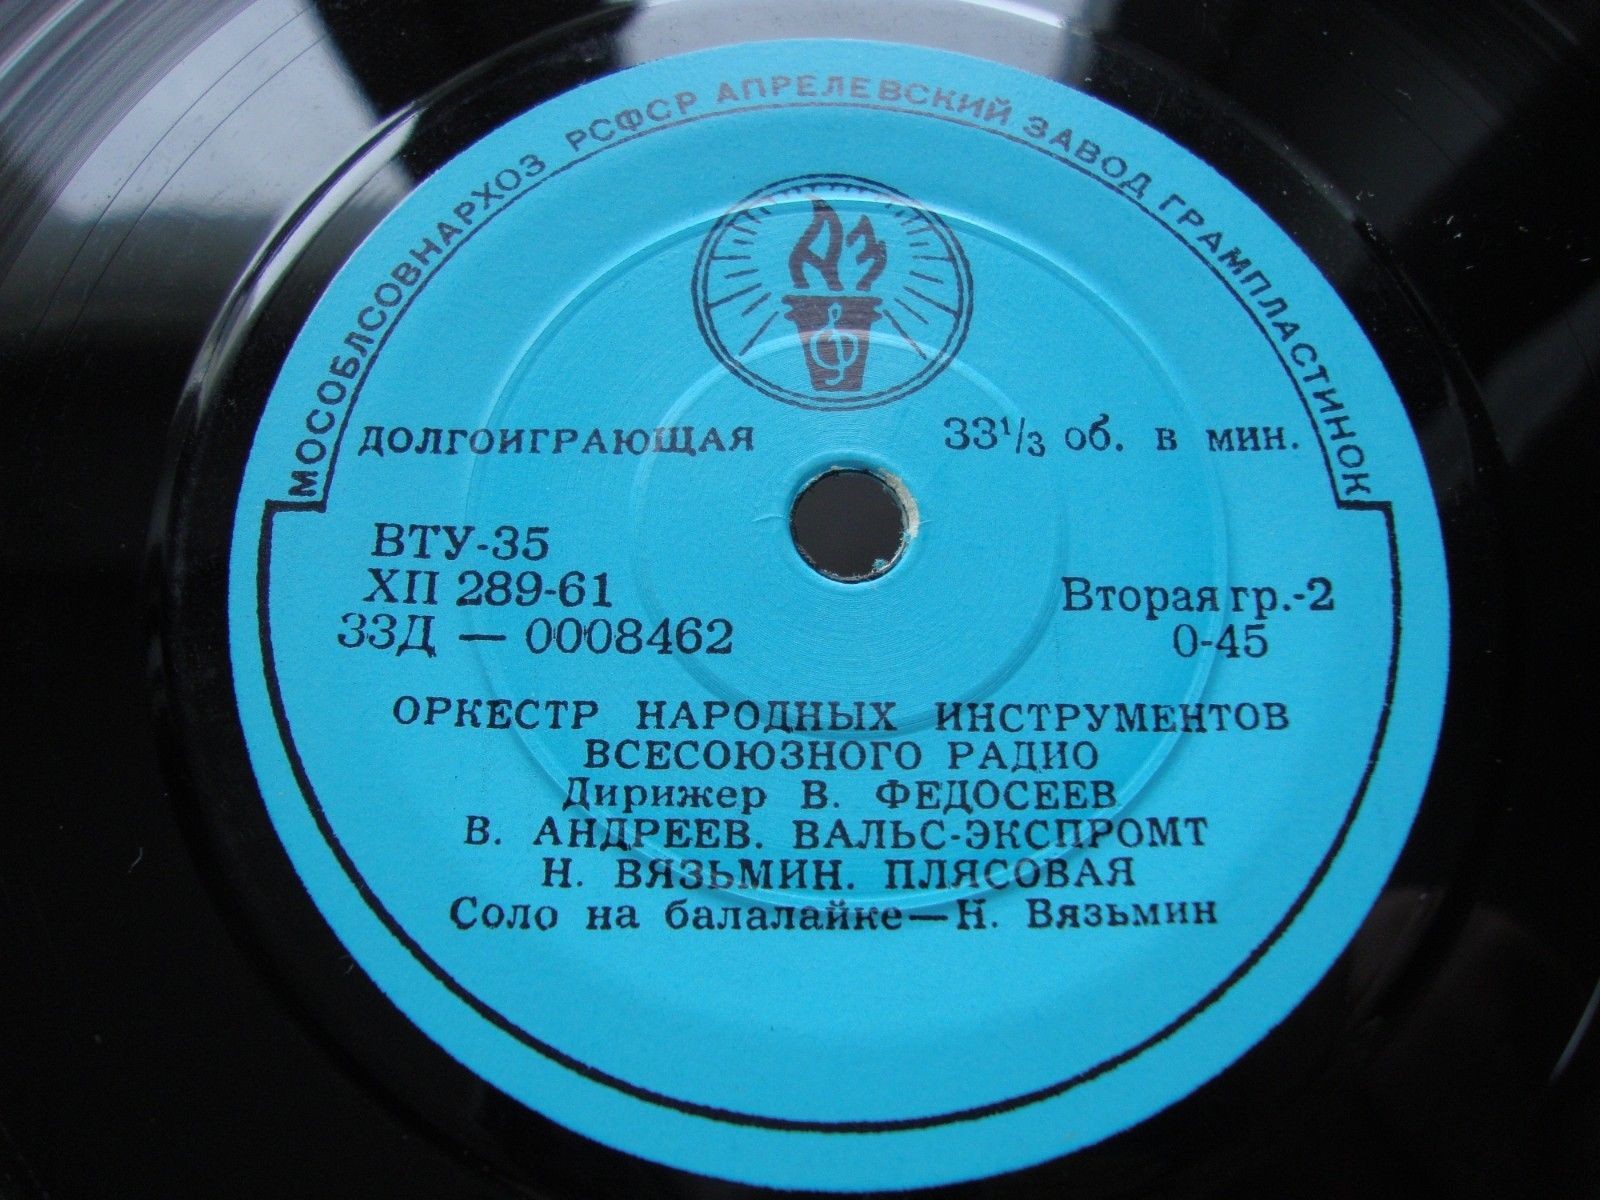 МОСОБЛСОВНАРХОЗ РСФСР АПРЕЛЕВСКИЙ ЗАВОД ГРАМПЛАСТИНОК
АЗ
ДОЛГОИГРАЮЩАЯ 33⅓ об. в мин.
ВТУ-35
ХП 289-61 Вторая гр.-2
33Д — 0008462 0-45
ОРКЕСТР НАРОДНЫХ ИНСТРУМЕНТОВ
ВСЕСОЮЗНОГО РАДИО
Дирижер В. ФЕДОСЕЕВ
В. АНДРЕЕВ. ВАЛЬС-ЭКСПРОМТ
Н. ВЯЗЬМИН. ПЛЯСОВАЯ
Соло на балалайке—Н. Вязьмин